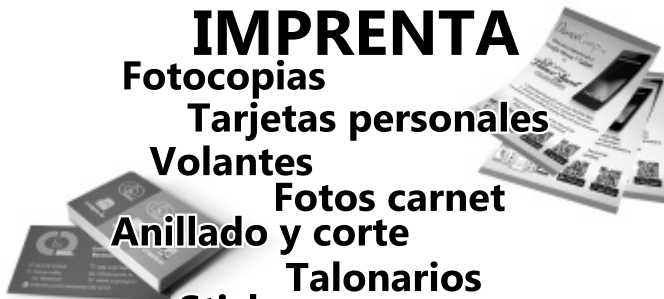 IMPRENTA
Fotocopias
Tarjetas personales
Volantes
Fotos carnet
Anillado y corte
Talonarios